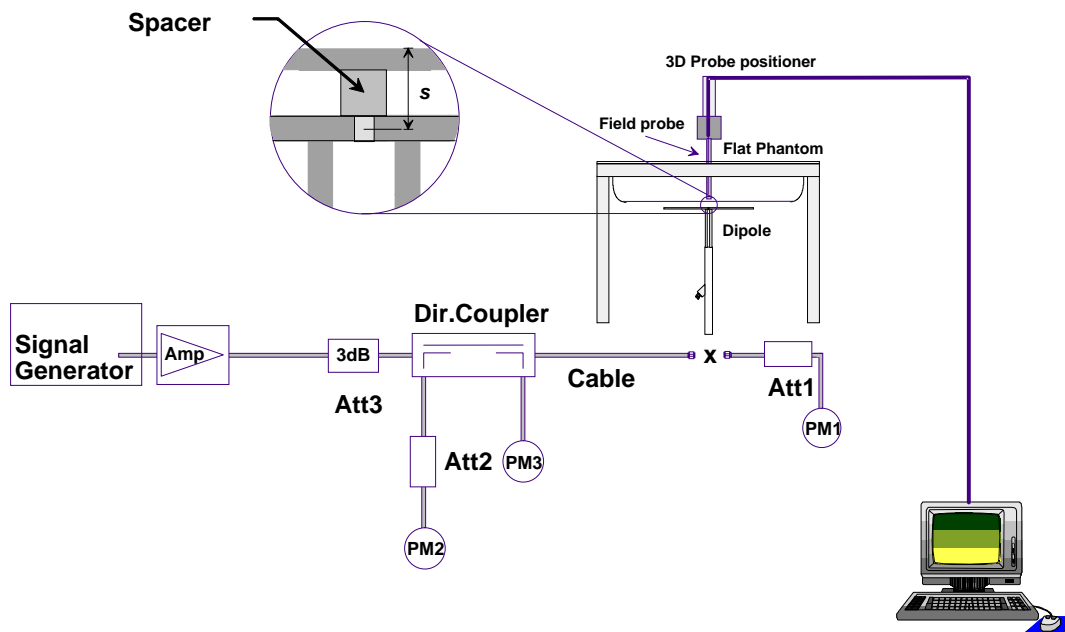 Spacer
s
3D Probe positioner
Field probe
Flat Phantom
Dipole
Dir.Coupler
Signal
Generator
Amp
3dB
Att3
Cable
x
Att1
PM1
Att2
PM3
PM2